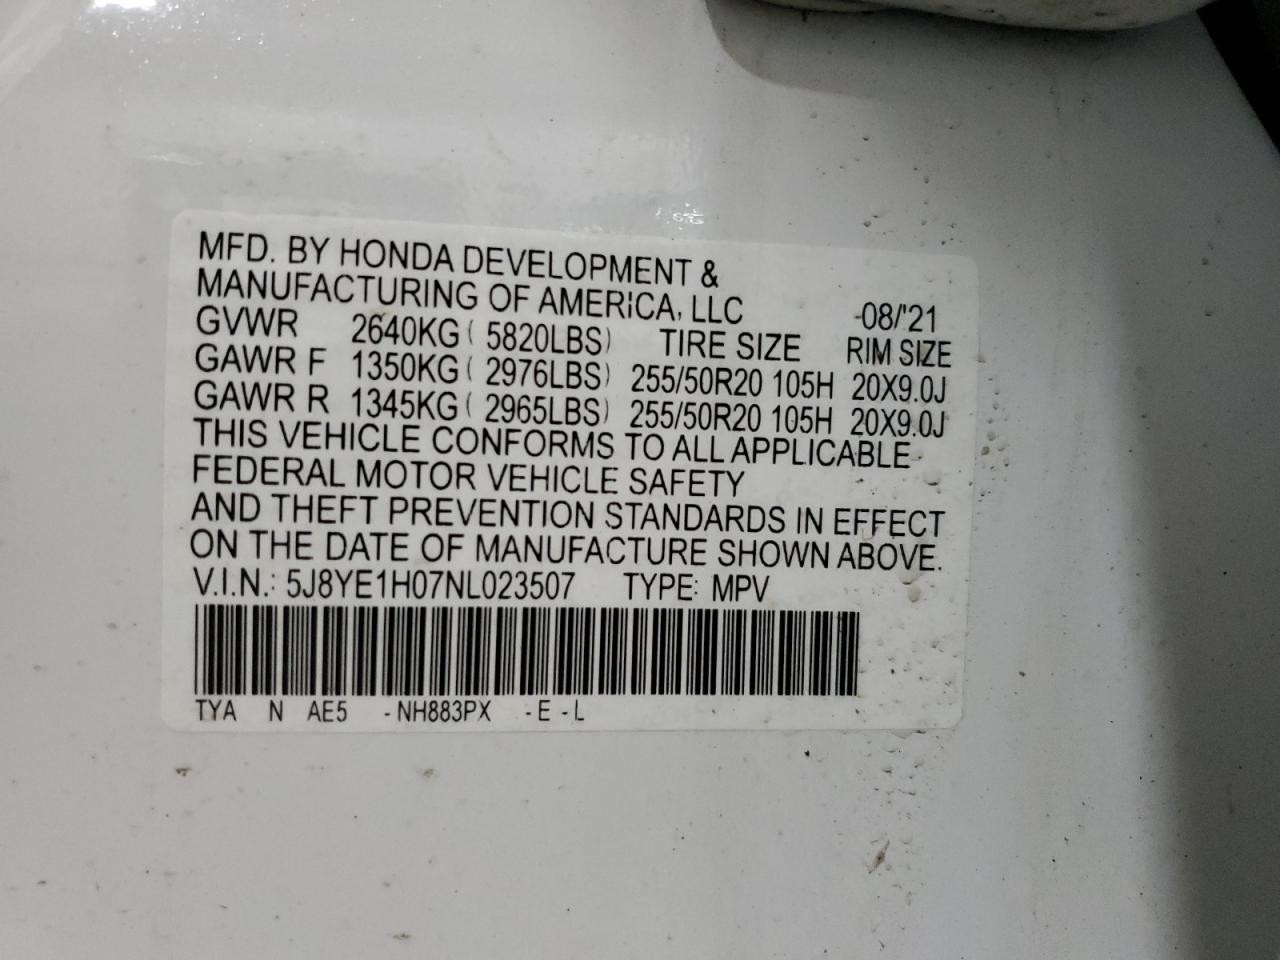 MFD. BY HONDA DEVELOPMENT &
MANUFACTURING OF AMERICA, LLC -08/'21
GVWR 2640KG ( 5820LBS) TIRE SIZE RIM SIZE
GAWR F 1350KG ( 2976LBS) 255/50R20 105H 20X9.0J
GAWR R 1345KG ( 2965LBS) 255/50R20 105H 20X9.0J
THIS VEHICLE CONFORMS TO ALL APPLICABLE
FEDERAL MOTOR VEHICLE SAFETY
AND THEFT PREVENTION STANDARDS IN EFFECT
ON THE DATE OF MANUFACTURE SHOWN ABOVE.
V.I.N.: 5J8YE1H07NL023507 TYPE: MPV
TYA N AE5 -NH883PX -E -L